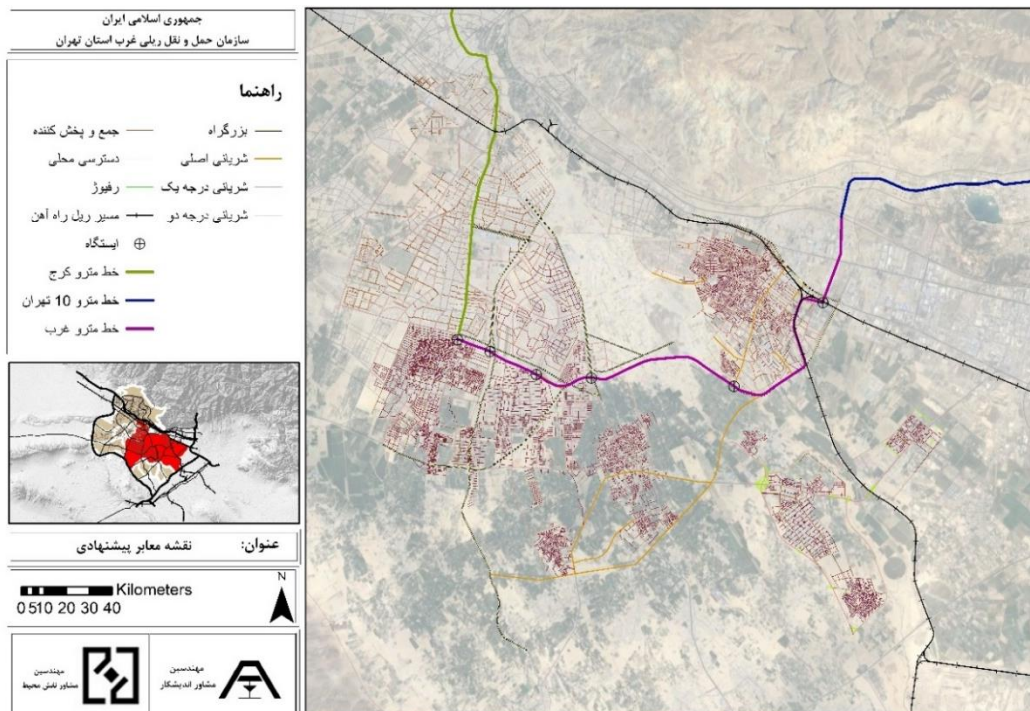 جمهوری اسلامی ایران
سازمان حمل و نقل ریلی غرب استان تهران
راهنما
بزرگراه
جمع و پخش کننده
شریانی اصلی
دسترسی محلی
شریانی درجه یک
رفیوژ
شریانی درجه دو
مسیر ریل راه آهن
ایستگاه
خط مترو کرج
خط مترو 10 تهران
خط مترو غرب
عنوان: نقشه معابر پیشنهادی
Kilometers
0 510 20 30 40
N
مهندسین
مشاور اندیشکار
مهندسین
مشاور نقش محیط